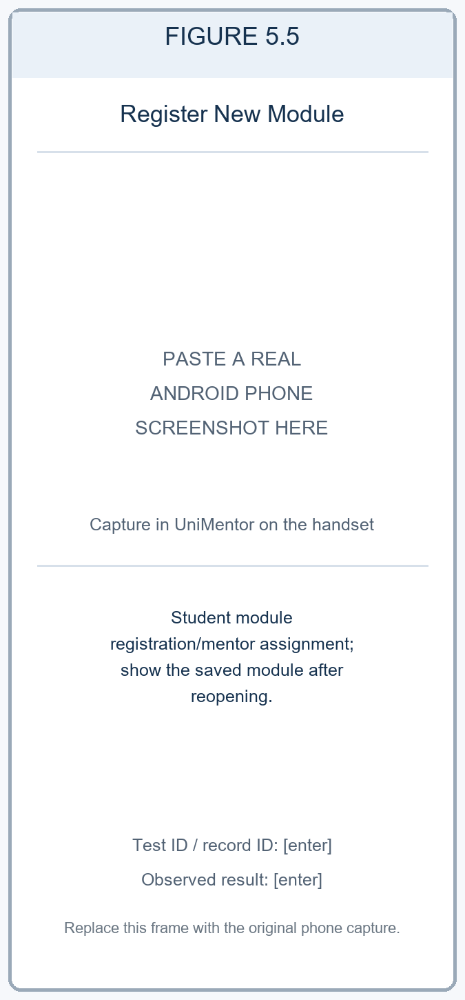 FIGURE 5.5
Register New Module
PASTE A REAL
ANDROID PHONE
SCREENSHOT HERE
Capture in UniMentor on the handset
Student module
registration/mentor assignment;
show the saved module after
reopening.
Test ID / record ID: [enter]
Observed result: [enter]
Replace this frame with the original phone capture.